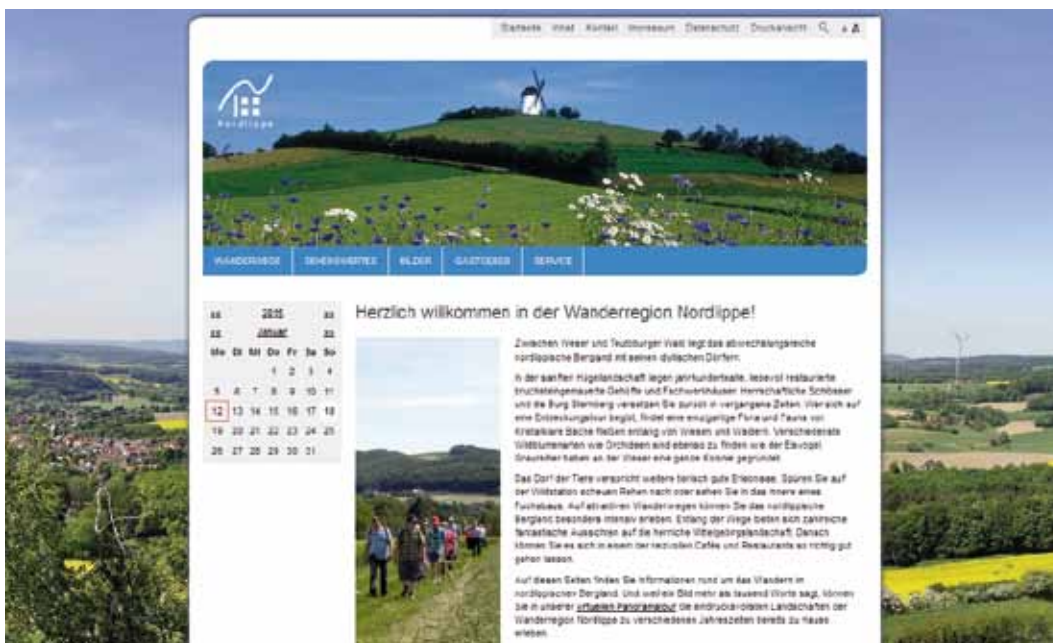 Startseite Inhalt Kontakt Impressum Datenschutz Druckansicht A A
Nordlippe
WANDERWEGE SEHENSWERTES BILDER GASTGEBER SERVICE
<< 2015 >>
<< Januar >>
Mo Di Mi Do Fr Sa So
1 2 3 4
5 6 7 8 9 10 11
12 13 14 15 16 17 18
19 20 21 22 23 24 25
26 27 28 29 30 31
Herzlich willkommen in der Wanderregion Nordlippe!
Zwischen Weser und Teutoburger Wald liegt das abwechslungsreiche
nordlippische Bergland mit seinen idyllischen Dörfern.
In der sanften Hügellandschaft liegen jahrhundertealte, liebevoll restaurierte
bruchsteingemauerte Gehöfte und Fachwerkhäuser. Herrschaftliche Schlösser
und die Burg Sternberg versetzen Sie zurück in vergangene Zeiten. Wer sich auf
eine Entdeckungstour begibt, findet eine einzigartige Flora und Fauna vor.
Kristallklare Bäche fließen entlang von Wiesen und Wäldern. Verschiedenste
Wildblumenarten wie Orchideen sind ebenso zu finden wie der Eisvogel.
Graureiher haben an der Weser eine ganze Kolonie gegründet.
Das Dorf der Tiere verspricht weitere tierisch gute Erlebnisse. Spüren Sie auf
der Wildstation scheuen Rehen nach oder sehen Sie in das Innere eines
Fuchsbaus. Auf attraktiven Wanderwegen können Sie das nordlippische
Bergland besonders intensiv erleben. Entlang der Wege bieten sich zahlreiche
fantastische Aussichten auf die herrliche Mittelgebirgslandschaft. Danach
können Sie es sich in einem der reizvollen Cafés und Restaurants so richtig gut
gehen lassen.
Auf diesen Seiten finden Sie Informationen rund um das Wandern im
nordlippischen Bergland. Und weil ein Bild mehr als tausend Worte sagt, können
Sie in unserer virtuellen Panoramatour die eindrucksvollsten Landschaften der
Wanderregion Nordlippe zu verschiedenen Jahreszeiten bereits zu Hause
erleben.